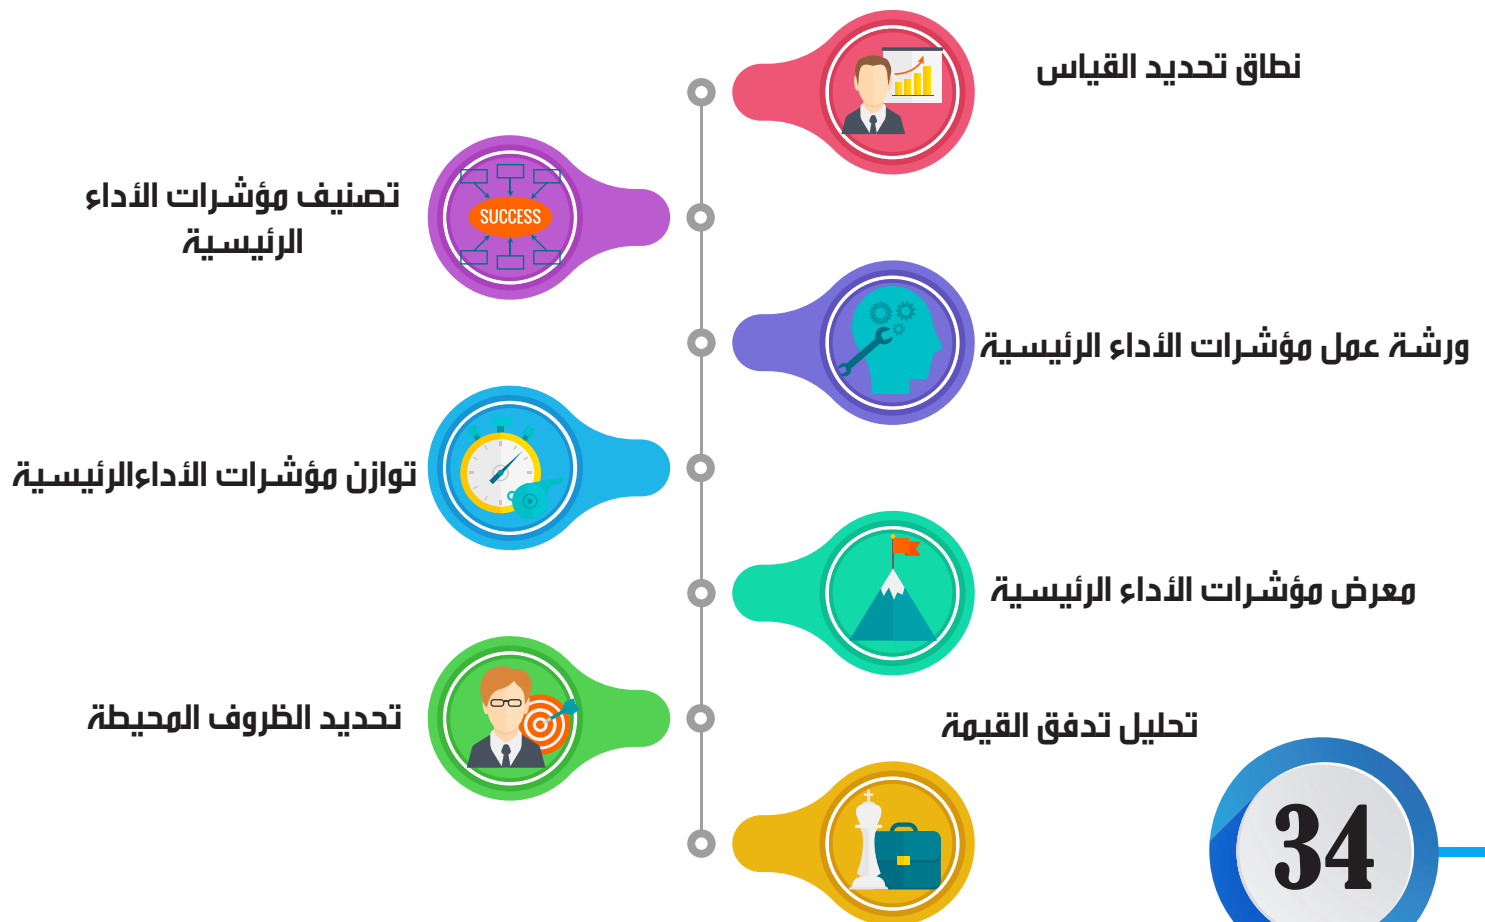 نطاق تحديد القياس
تصنيف مؤشرات الأداء
الرئيسية
SUCCESS
ورشة عمل مؤشرات الأداء الرئيسية
توازن مؤشرات الأداءالرئيسية
معرض مؤشرات الأداء الرئيسية
تحديد الظروف المحيطة
تحليل تدفق القيمة
34